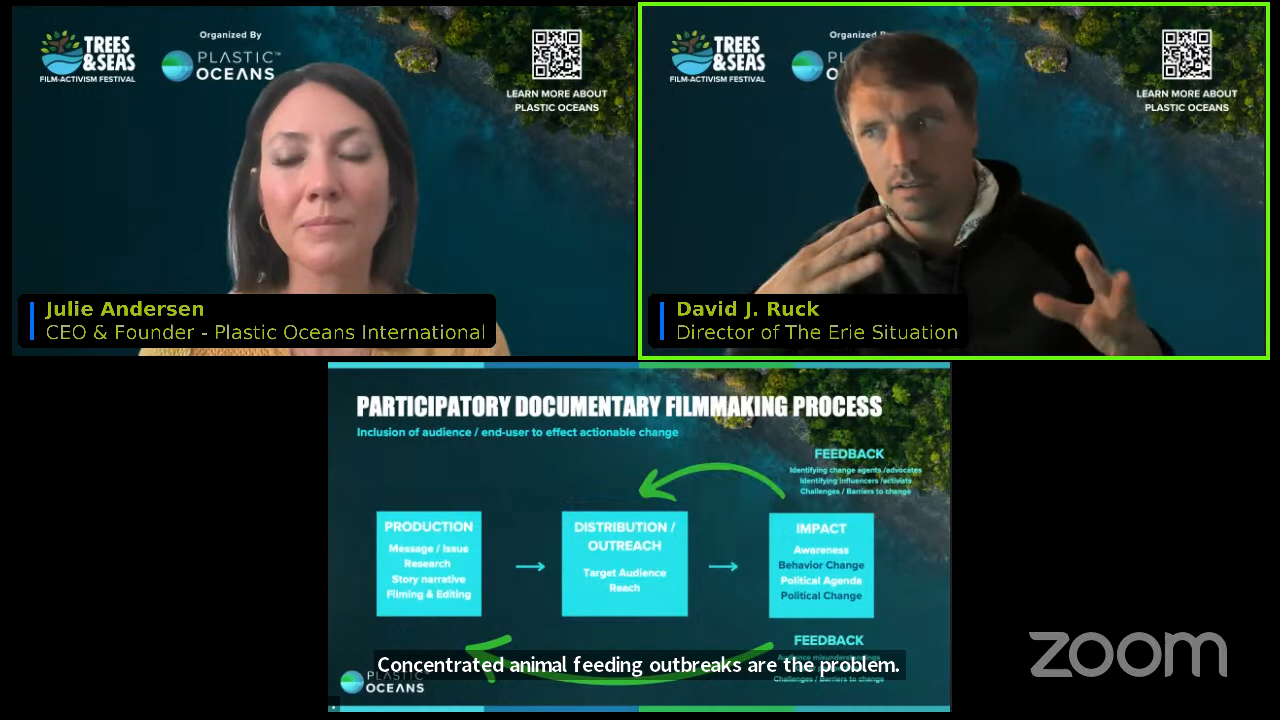 TREES
& SEAS
FILM-ACTIVISM FESTIVAL
Organized By
PLASTIC™
OCEANS
LEARN MORE ABOUT
PLASTIC OCEANS
Julie Andersen
CEO & Founder - Plastic Oceans International
TREES
& SEAS
FILM-ACTIVISM FESTIVAL
Organized
LEARN MORE ABOUT
PLASTIC OCEANS
David J. Ruck
Director of The Erie Situation
PARTICIPATORY DOCUMENTARY FILMMAKING PROCESS
Inclusion of audience / end-user to effect actionable change
FEEDBACK
Identifying change agents /advocates
Identifying Influencers /activists
Challenges / Barriers to change
PRODUCTION
Message / Issue
Research
Story narrative
Filming & Editing
DISTRIBUTION /
OUTREACH
Target Audience
Reach
IMPACT
Awareness
Behavior Change
Political Agenda
Political Change
FEEDBACK
Audience misunderstandings
Concentrated animal feeding outbreaks are the problem.
Challenges / Barriers to change
PLASTIC
OCEANS
zoom